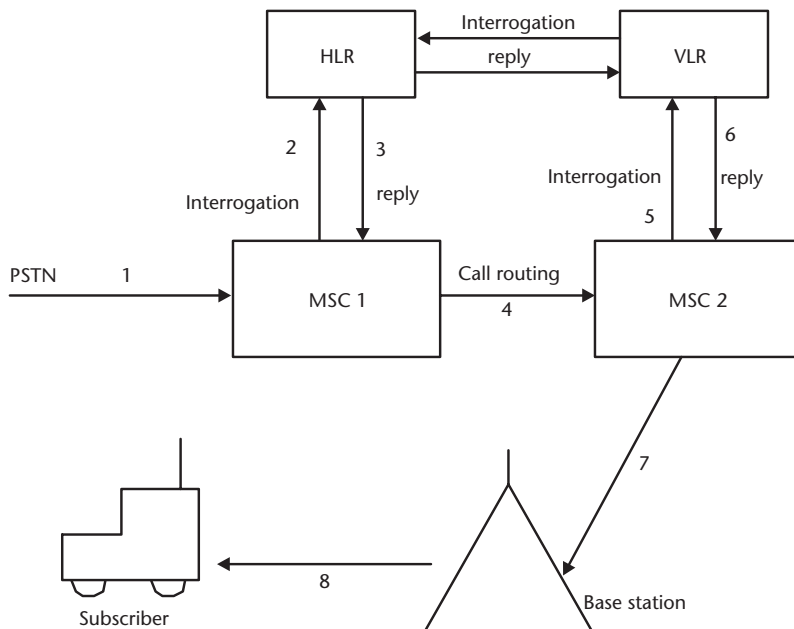 Interrogation
HLR
reply
VLR
2
3
6
Interrogation
reply
Interrogation
reply
5
PSTN
1
MSC 1
Call routing
4
MSC 2
7
8
Subscriber
Base station